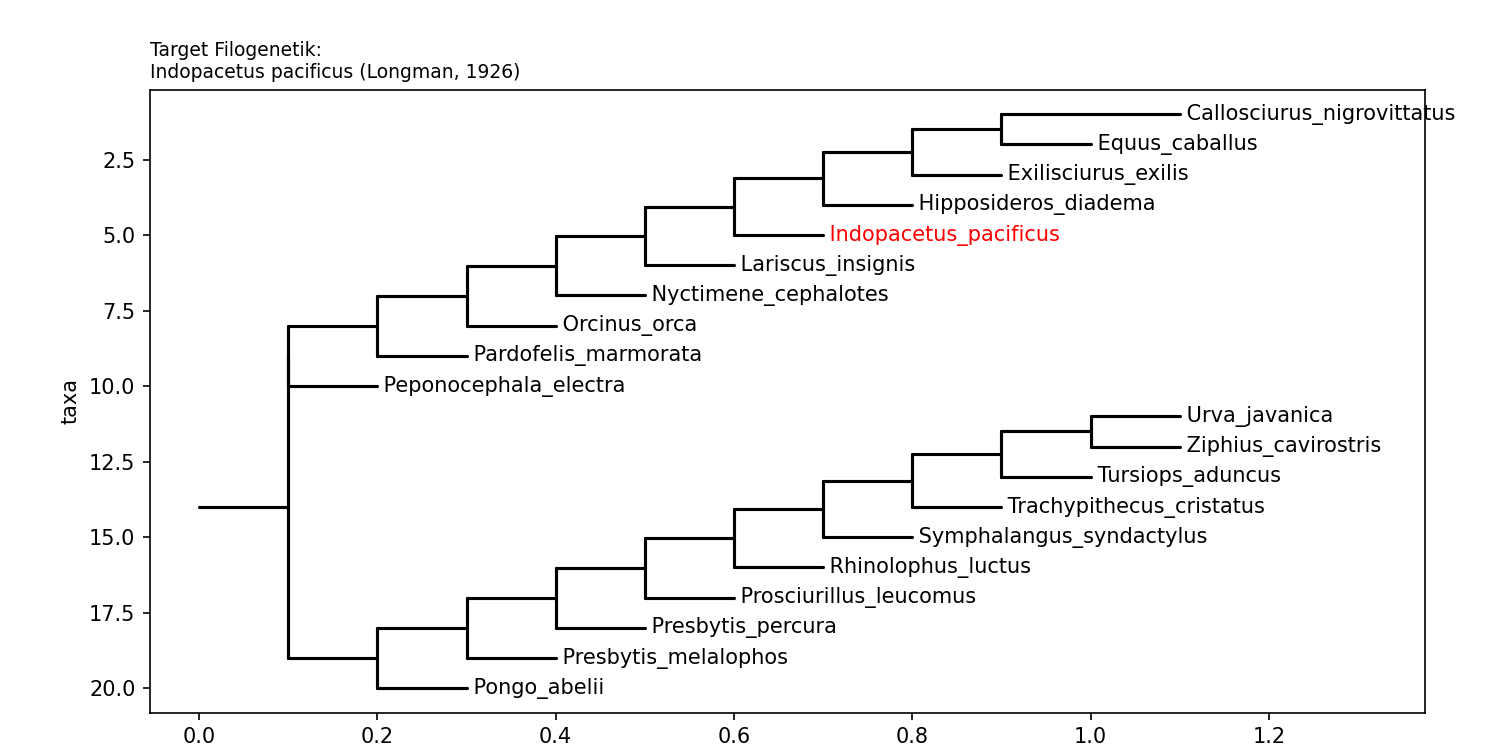 Target Filogenetik:
Indopacetus pacificus (Longman, 1926)
Callosciurus_nigrovittatus
Equus_caballus
2.5
Exilisciurus_exilis
Hipposideros_diadema
5.0
Indopacetus_pacificus
Lariscus_insignis
Nyctimene_cephalotes
7.5
Orcinus_orca
Pardofelis_marmorata
10.0
Peponocephala_electra
taxa
Urva_javanica
Ziphius_cavirostris
12.5
Tursiops_aduncus
Trachypithecus_cristatus
15.0
Symphalangus_syndactylus
Rhinolophus_luctus
Prosciurillus_leucomus
17.5
Presbytis_percura
Presbytis_melalophos
20.0
Pongo_abelii
0.0 0.2 0.4 0.6 0.8 1.0 1.2